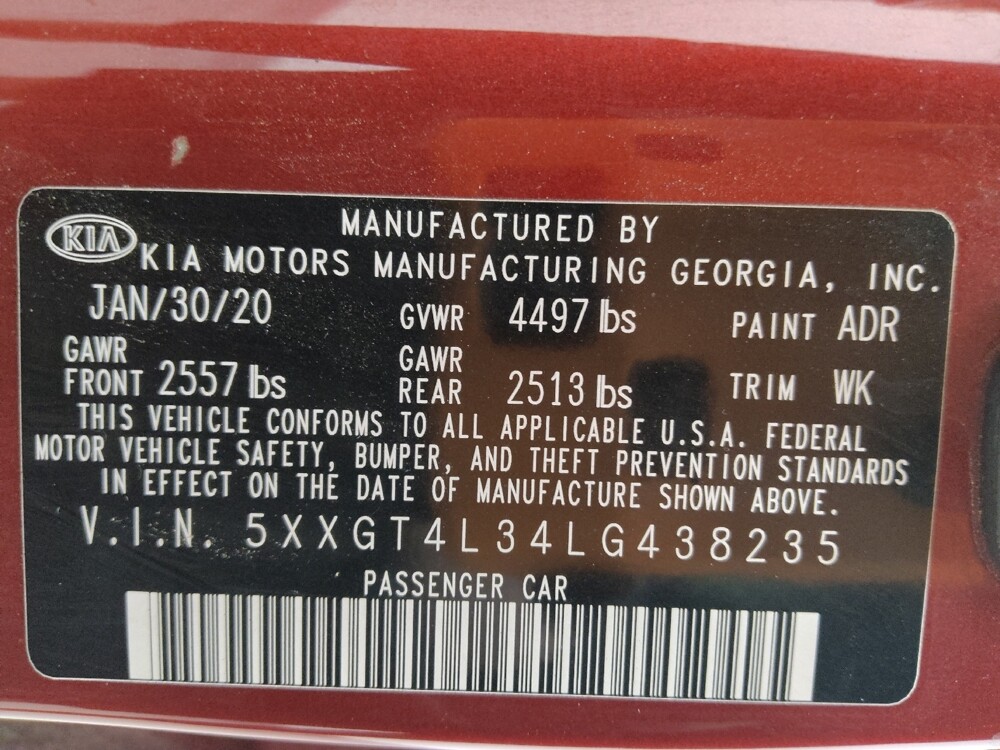 KIA
MANUFACTURED BY
KIA MOTORS MANUFACTURING GEORGIA, INC.
JAN/30/20 GVWR 4497 lbs PAINT ADR
GAWR FRONT 2557 lbs GAWR REAR 2513 lbs TRIM WK
THIS VEHICLE CONFORMS TO ALL APPLICABLE U.S.A. FEDERAL
MOTOR VEHICLE SAFETY, BUMPER, AND THEFT PREVENTION STANDARDS
IN EFFECT ON THE DATE OF MANUFACTURE SHOWN ABOVE.
V.I.N. 5XXGT4L34LG438235
PASSENGER CAR